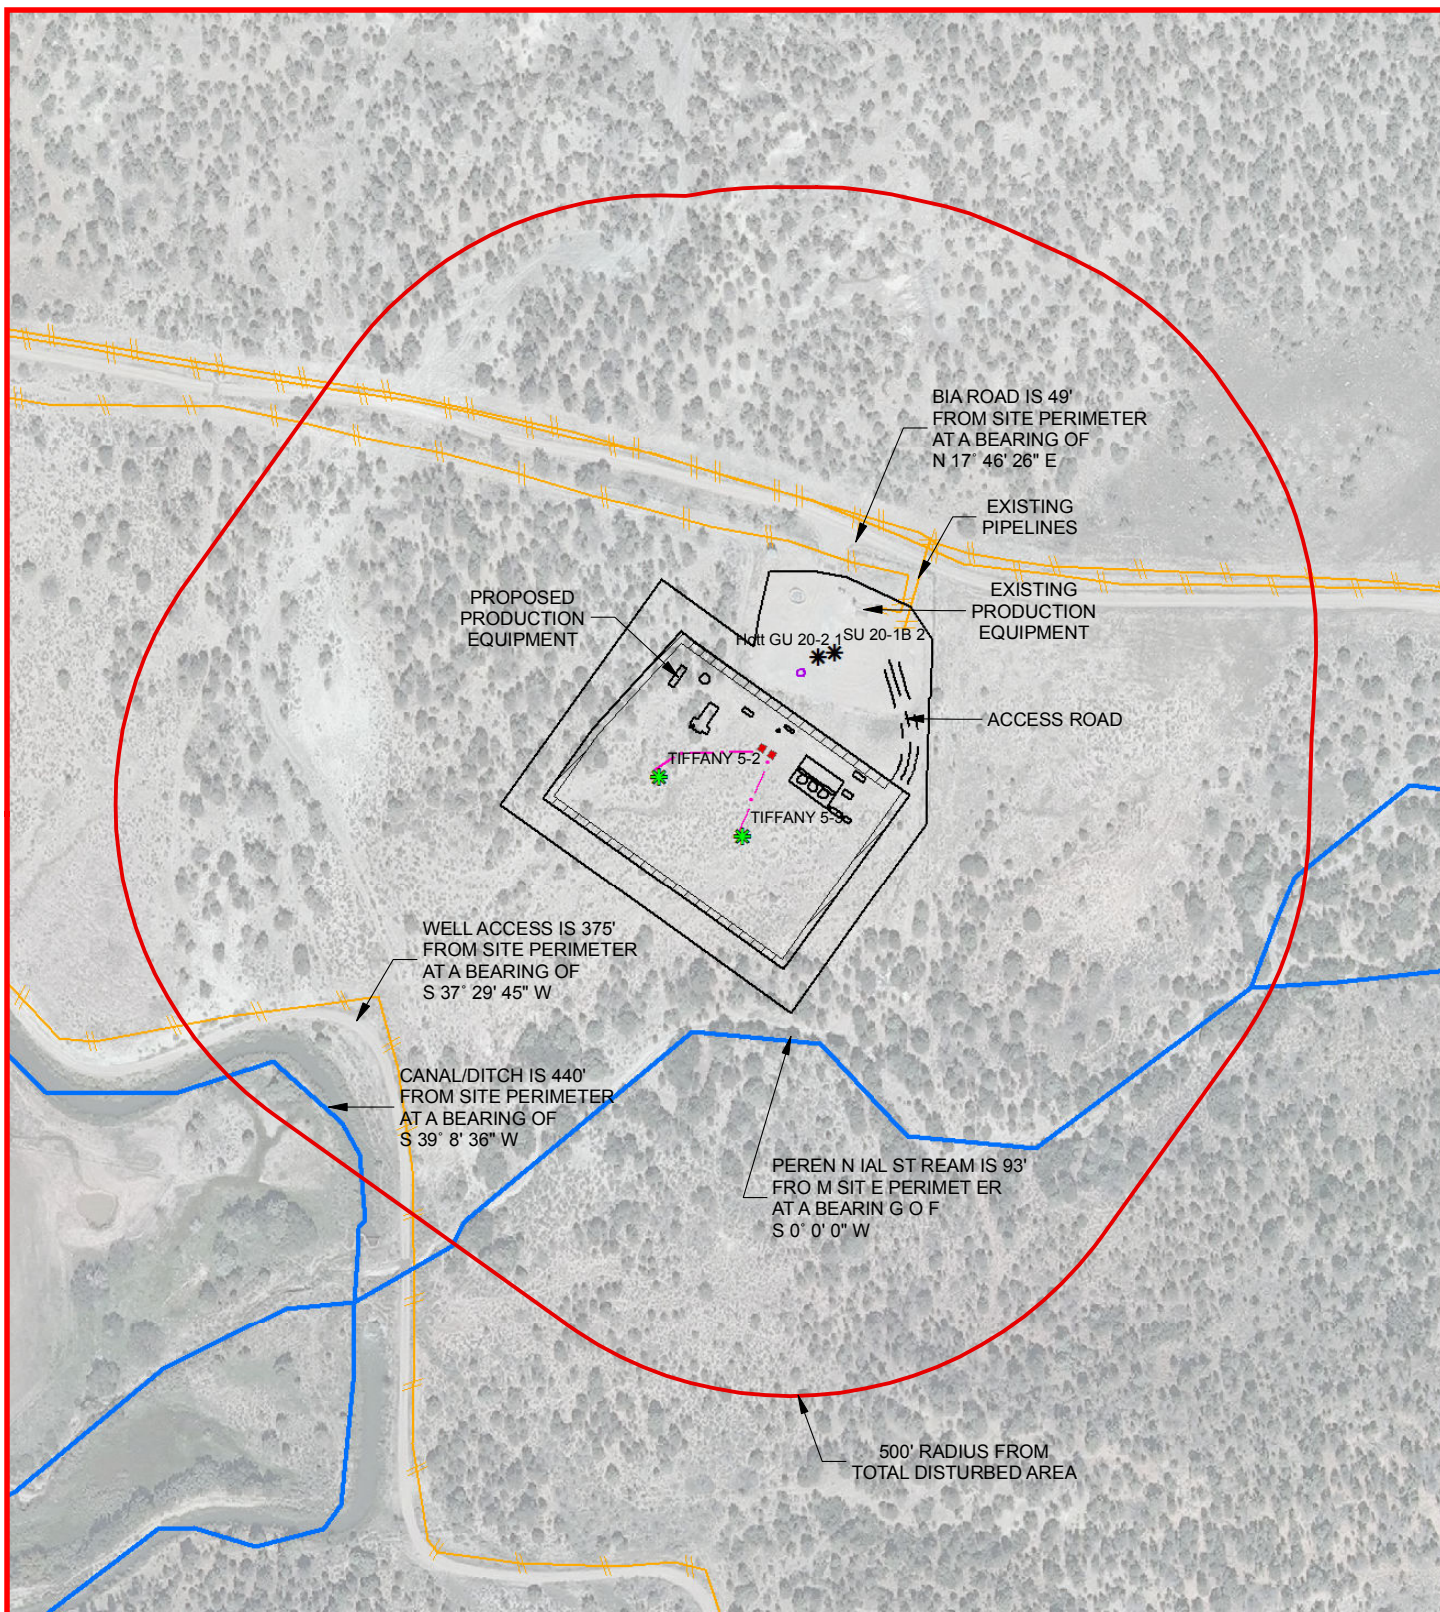 BIA ROAD IS 49'
FROM SITE PERIMETER
AT A BEARING OF
N 17° 46' 26" E
EXISTING
PIPELINES
EXISTING
PRODUCTION
EQUIPMENT
PROPOSED
PRODUCTION
EQUIPMENT
Hott GU 20-2 1
SU 20-1B 2
ACCESS ROAD
TIFFANY 5-2
TIFFANY 5-3
WELL ACCESS IS 375'
FROM SITE PERIMETER
AT A BEARING OF
S 37° 29' 45" W
CANAL/DITCH IS 440'
FROM SITE PERIMETER
AT A BEARING OF
S 39° 8' 36" W
PEREN N IAL ST REAM IS 93'
FRO M SIT E PERIMET ER
AT A BEARIN G O F
S 0° 0' 0" W
500' RADIUS FROM
TOTAL DISTURBED AREA